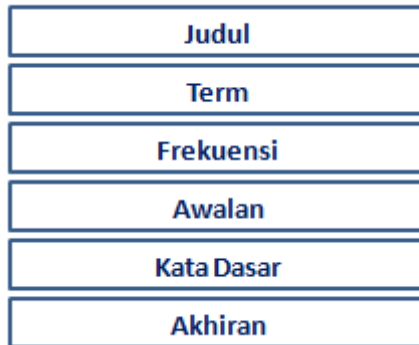 Judul
Term
Frekuensi
Awalan
Kata Dasar
Akhiran